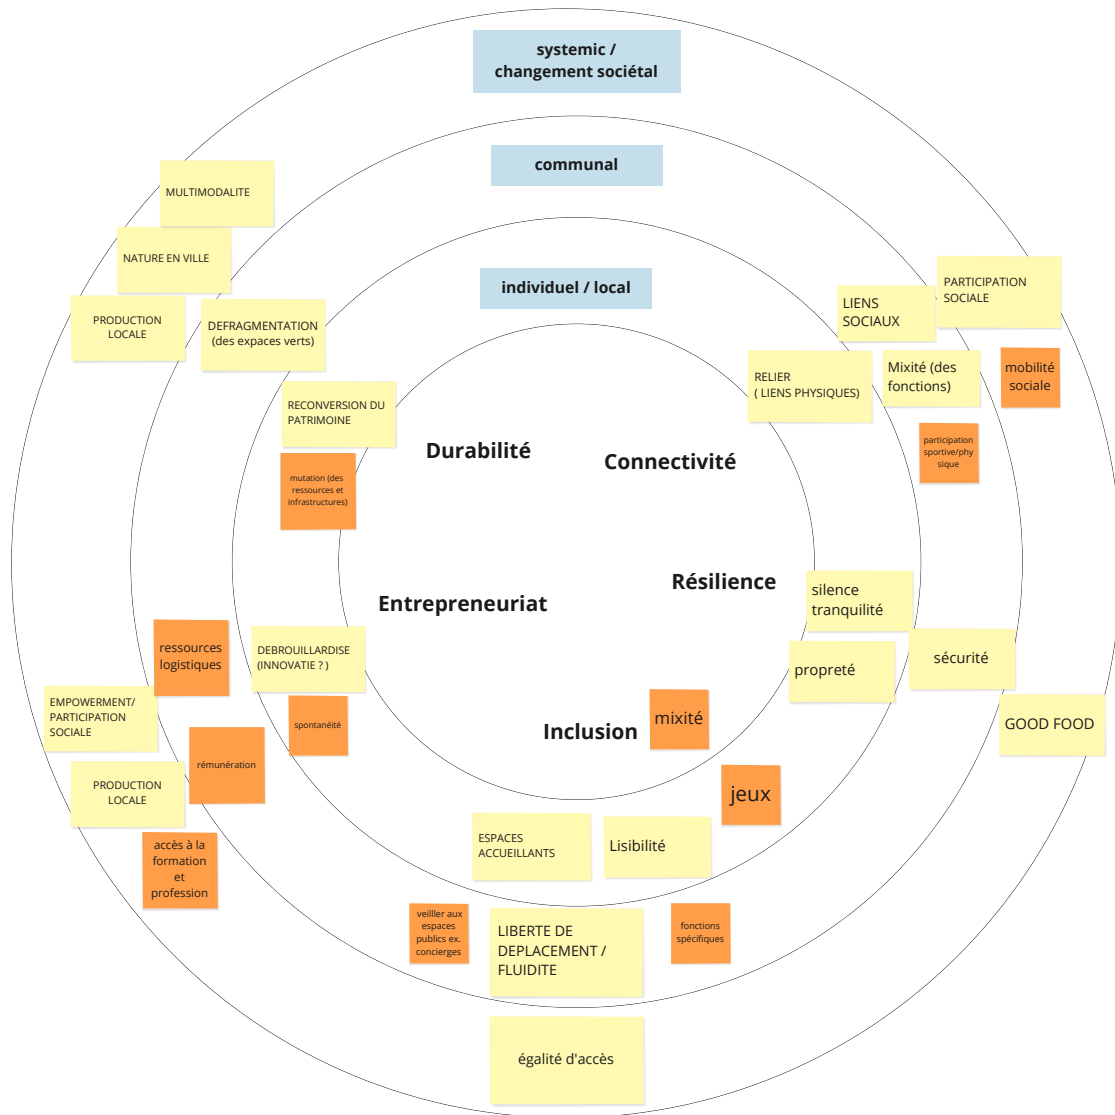 systemic /
changement sociétal
communal
individuel / local
MULTIMODALITE
NATURE EN VILLE
PRODUCTION
LOCALE
DEFRAGMENTATION
(des expaces verts)
RECONVERSION DU
PATRIMOINE
mutation (des
ressources et
infrastructures)
Durabilité
Connectivité
LIENS
SOCIAUX
PARTICIPATION
SOCIALE
RELIER
( LIENS PHYSIQUES)
Mixité (des
fonctions)
mobilité
sociale
participation
sportive/phy
sique
Résilience
Entrepreneuriat
silence
tranquilité
propreté
sécurité
GOOD FOOD
ressources
logistiques
DEBROUILLARDISE
(INNOVATIE ? )
EMPOWERMENT/
PARTICIPATION
SOCIALE
spontanéité
rémunération
PRODUCTION
LOCALE
accès à la
formation
et
profession
Inclusion
mixité
jeux
ESPACES
ACCUEILLANTS
Lisibilité
veilller aux
espaces
publics ex.
concierges
LIBERTE DE
DEPLACEMENT /
FLUIDITE
fonctions
spécifiques
égalité d'accès